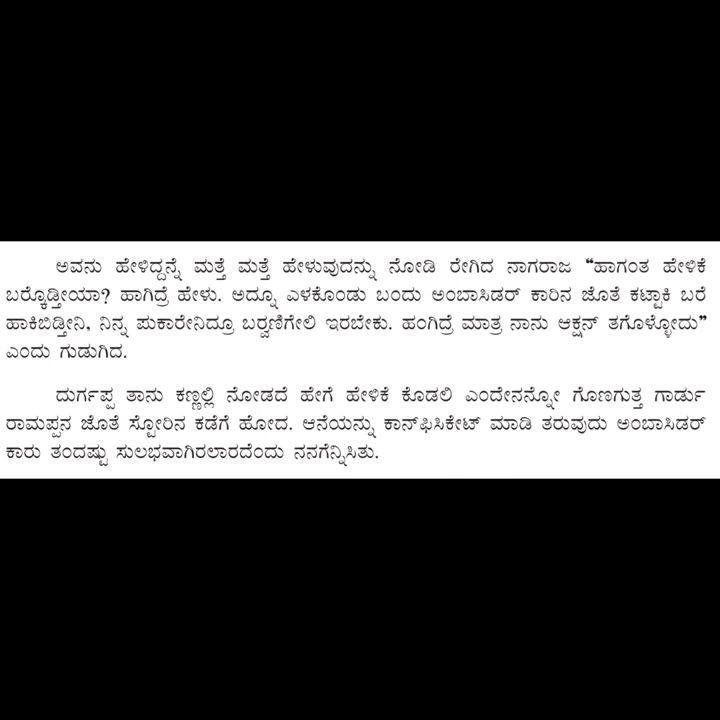 ಅವನು ಹೇಳಿದ್ದನ್ನೆ ಮತ್ತೆ ಮತ್ತೆ ಹೇಳುವುದನ್ನು ನೋಡಿ ರೇಗಿದ ನಾಗರಾಜ “ಹಾಗಂತ ಹೇಳಿಕೆ
ಬರ‍್ಕೊಡ್ತೀಯಾ? ಹಾಗಿದ್ರೆ ಹೇಳು. ಅದ್ನೂ ಎಳಕೊಂಡು ಬಂದು ಅಂಬಾಸಿಡರ್ ಕಾರಿನ ಜೊತೆ ಕಟ್ಹಾಕಿ ಬರೆ
ಹಾಕಿಬಿಡ್ತೀನಿ, ನಿನ್ನ ಪುಕಾರೇನಿದ್ರೂ ಬರ‍್ವಣಿಗೇಲಿ ಇರಬೇಕು. ಹಂಗಿದ್ರೆ ಮಾತ್ರ ನಾನು ಆಕ್ಷನ್ ತಗೊಳ್ಳೋದು”
ಎಂದು ಗುಡುಗಿದ.
ದುರ್ಗಪ್ಪ ತಾನು ಕಣ್ಣಲ್ಲಿ ನೋಡದೆ ಹೇಗೆ ಹೇಳಿಕೆ ಕೊಡಲಿ ಎಂದೇನನ್ನೋ ಗೊಣಗುತ್ತ ಗಾರ್ಡು
ರಾಮಪ್ಪನ ಜೊತೆ ಸ್ಟೋರಿನ ಕಡೆಗೆ ಹೋದ. ಆನೆಯನ್ನು ಕಾನ್‌ಫಿಸಿಕೇಟ್ ಮಾಡಿ ತರುವುದು ಅಂಬಾಸಿಡರ್
ಕಾರು ತಂದಷ್ಟು ಸುಲಭವಾಗಿರಲಾರದೆಂದು ನನಗೆನ್ನಿಸಿತು.